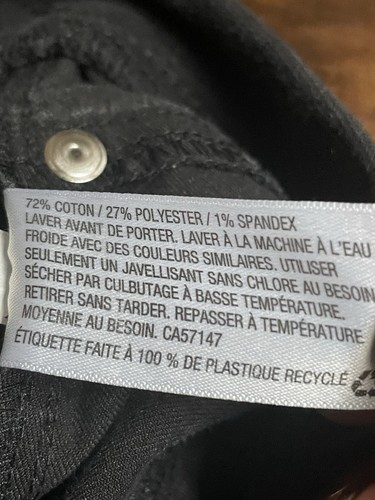 72% COTON / 27% POLYESTER / 1% SPANDEX
LAVER AVANT DE PORTER. LAVER À LA MACHINE À L'EAU
FROIDE AVEC DES COULEURS SIMILAIRES. UTILISER
SEULEMENT UN JAVELLISANT SANS CHLORE AU BESOIN
SÉCHER PAR CULBUTAGE À BASSE TEMPÉRATURE.
RETIRER SANS TARDER. REPASSER À TEMPÉRATURE
MOYENNE AU BESOIN. CA57147
ÉTIQUETTE FAITE À 100 % DE PLASTIQUE RECYCLÉ